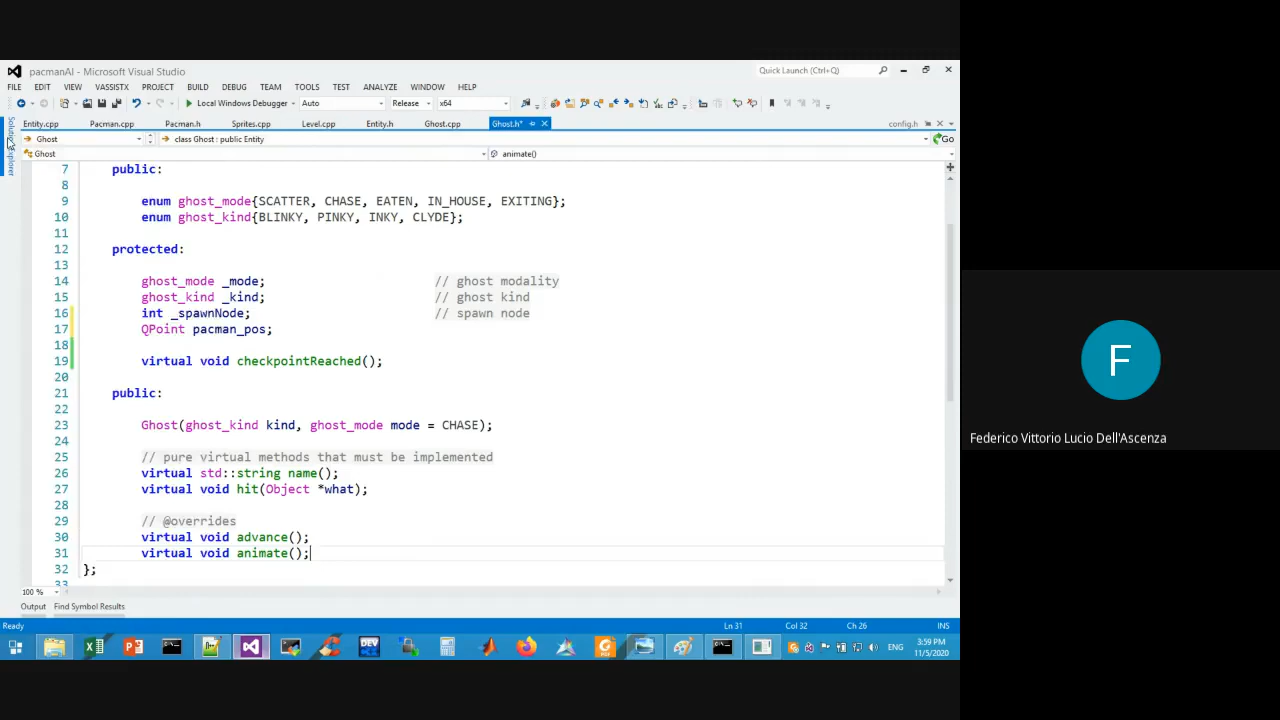 pacmanAI - Microsoft Visual Studio
Quick Launch (Ctrl+Q)
FILE EDIT VIEW VASSISTX PROJECT BUILD DEBUG TEAM TOOLS TEST ANALYZE WINDOW HELP
Local Windows Debugger Auto Release x64
Entity.cpp Pacman.cpp Pacman.h Sprites.cpp Level.cpp Entity.h Ghost.cpp Ghost.h* config.h
Solution Explorer
Ghost class Ghost : public Entity Go
Ghost animate()
7 public:
8
9 enum ghost_mode{SCATTER, CHASE, EATEN, IN_HOUSE, EXITING};
10 enum ghost_kind{BLINKY, PINKY, INKY, CLYDE};
11
12 protected:
13
14 ghost_mode _mode; // ghost modality
15 ghost_kind _kind; // ghost kind
16 int _spawnNode; // spawn node
17 QPoint pacman_pos;
18
19 virtual void checkpointReached();
20
21 public:
22
23 Ghost(ghost_kind kind, ghost_mode mode = CHASE);
24
25 // pure virtual methods that must be implemented
26 virtual std::string name();
27 virtual void hit(Object *what);
28
29 // @overrides
30 virtual void advance();
31 virtual void animate();
32 };
33
100 %
Output Find Symbol Results
Ready Ln 31 Col 32 Ch 26 INS
ENG
3:59 PM
11/5/2020
F
Federico Vittorio Lucio Dell'Ascenza